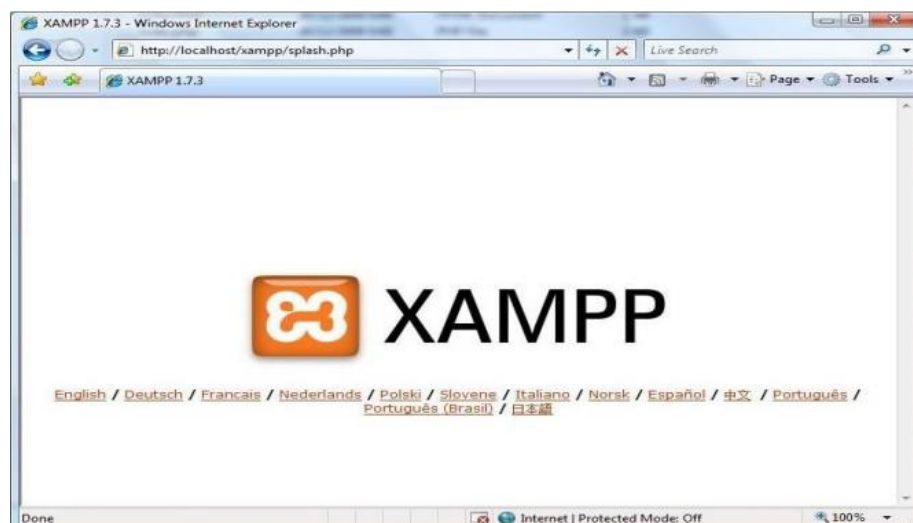 XAMPP 1.7.3 - Windows Internet Explorer
http://localhost/xampp/splash.php
Live Search
XAMPP 1.7.3
Page
Tools
XAMPP
English / Deutsch / Francais / Nederlands / Polski / Slovene / Italiano / Norsk / Español / 中文 / Português /
Português (Brasil) / 日本語
Done
Internet | Protected Mode: Off
100%